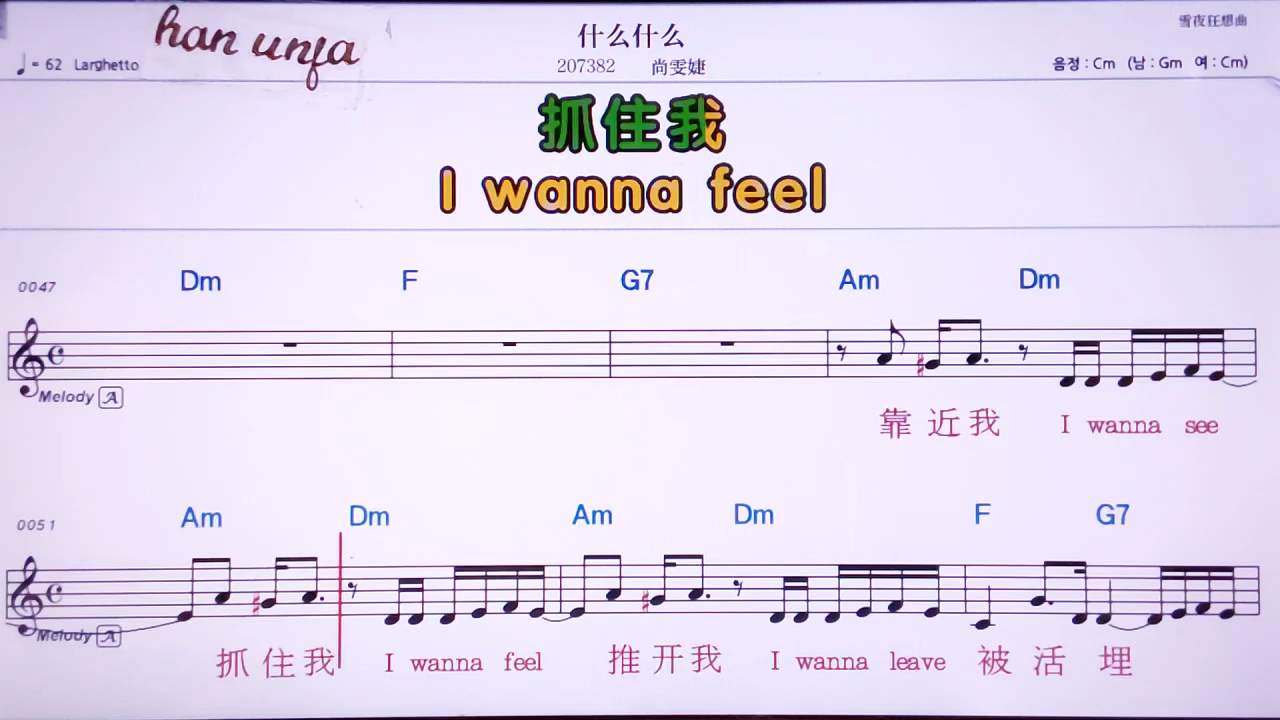 han unfa
雪夜狂想曲
什么什么
♩= 62 Larghetto
207382 尚雯婕
음정 : Cm (남 : Gm 여 : Cm)
抓住我
I wanna feel
0047 Dm F G7 Am Dm
Melody A
靠近我 I wanna see
0051 Am Dm Am Dm F G7
Melody A
抓住我 I wanna feel 推开我 I wanna leave 被活埋